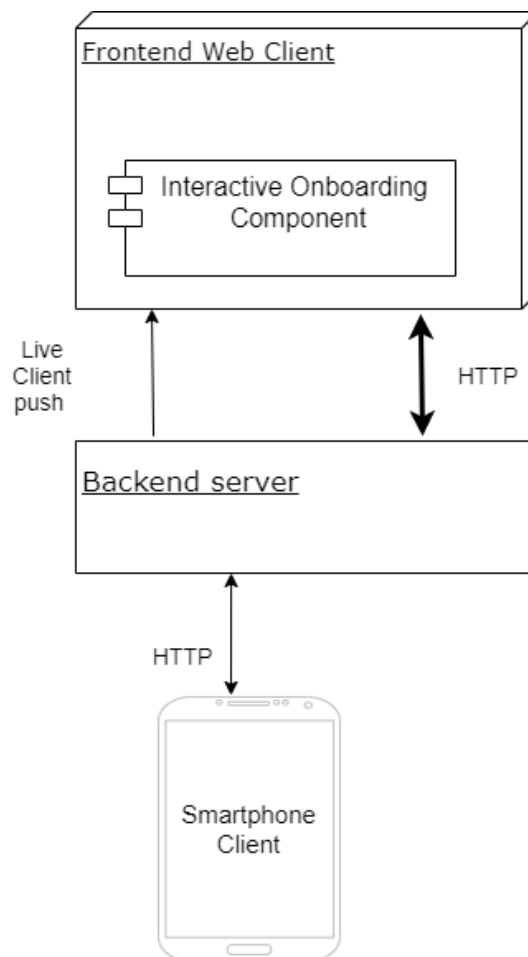 Frontend Web Client
Interactive Onboarding
Component
Live
Client
push
HTTP
Backend server
HTTP
Smartphone
Client